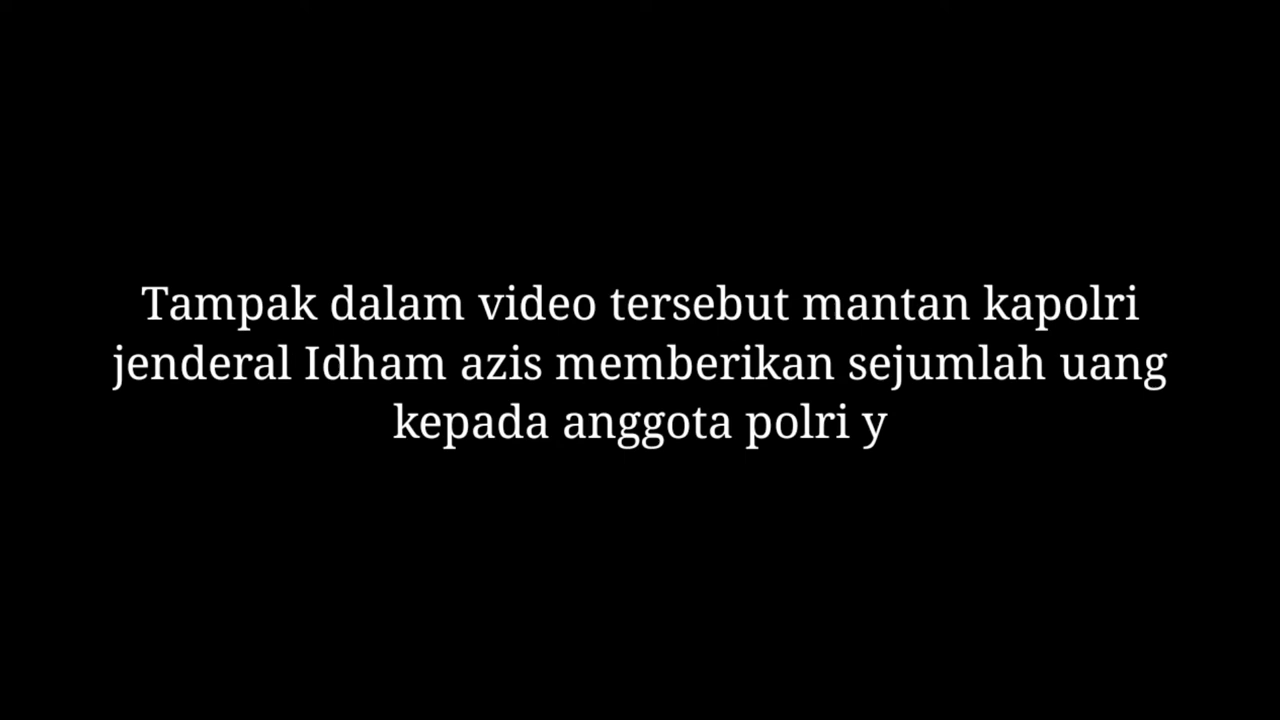 Tampak dalam video tersebut mantan kapolri
jenderal Idham azis memberikan sejumlah uang
kepada anggota polri y